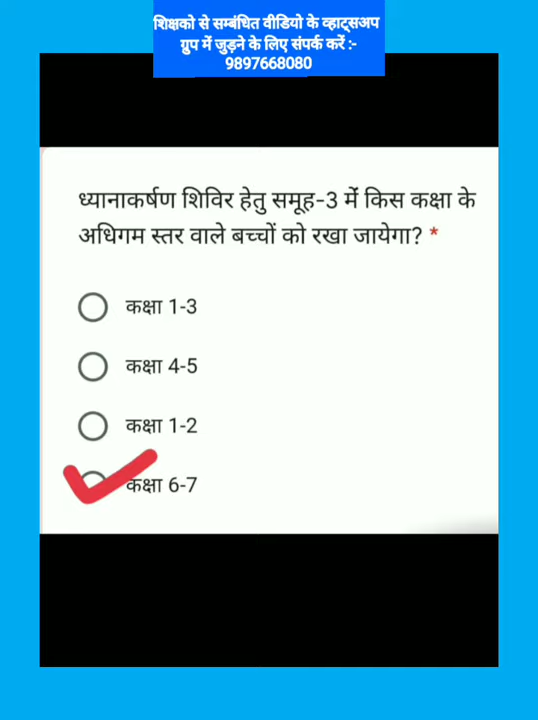 शिक्षको से सम्बंधित वीडियो के व्हाट्सअप
ग्रुप में जुड़ने के लिए संपर्क करें :-
9897668080
ध्यानाकर्षण शिविर हेतु समूह-3 में किस कक्षा के
अधिगम स्तर वाले बच्चों को रखा जायेगा? *
कक्षा 1-3
कक्षा 4-5
कक्षा 1-2
कक्षा 6-7